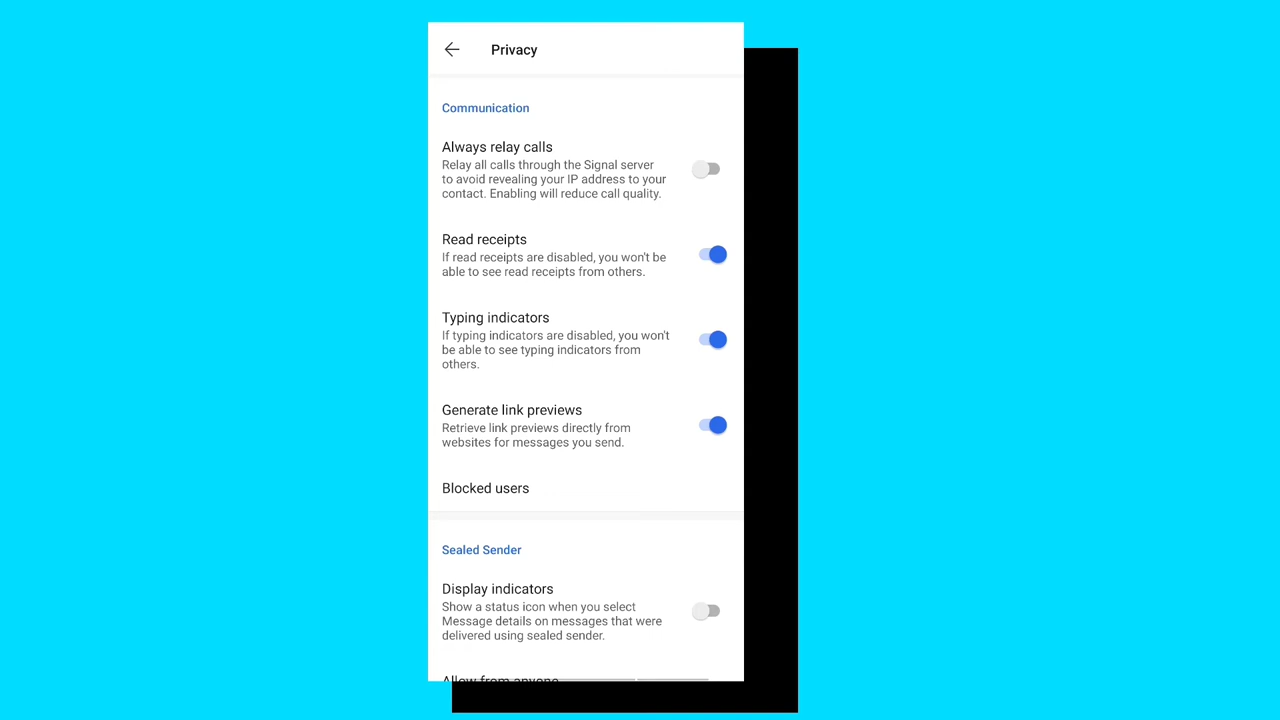 Privacy
Communication
Always relay calls
Relay all calls through the Signal server
to avoid revealing your IP address to your
contact. Enabling will reduce call quality.
Read receipts
If read receipts are disabled, you won't be
able to see read receipts from others.
Typing indicators
If typing indicators are disabled, you won't
be able to see typing indicators from
others.
Generate link previews
Retrieve link previews directly from
websites for messages you send.
Blocked users
Sealed Sender
Display indicators
Show a status icon when you select
Message details on messages that were
delivered using sealed sender.
Allow from anyone